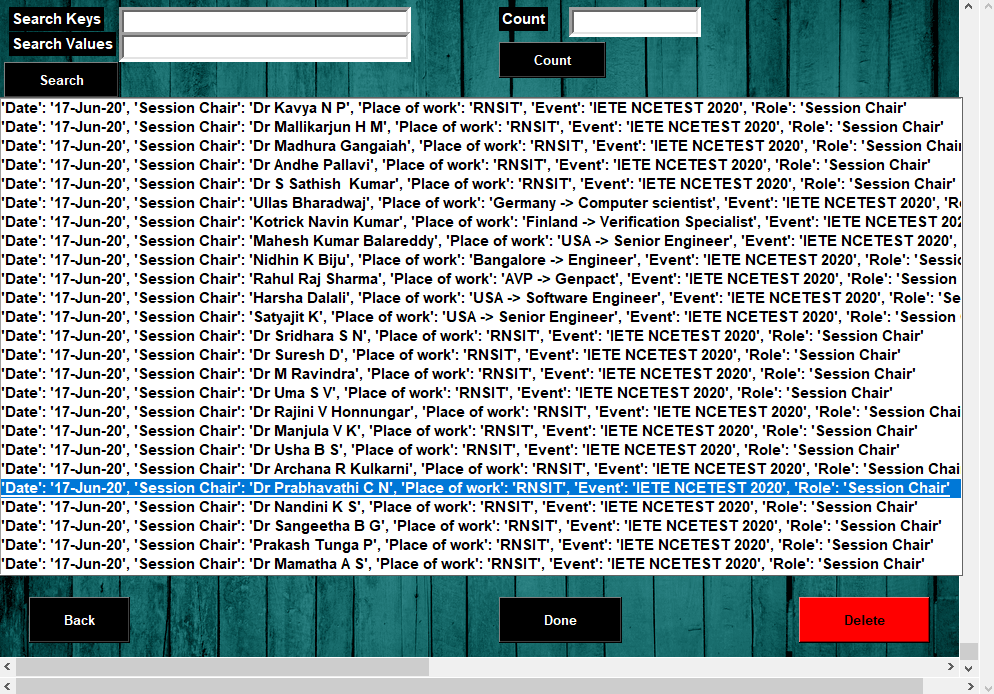 Search Keys
Count
Search Values
Count
Search
'Date': '17-Jun-20', 'Session Chair': 'Dr Kavya N P', 'Place of work': 'RNSIT', 'Event': 'IETE NCETEST 2020', 'Role': 'Session Chair'
'Date': '17-Jun-20', 'Session Chair': 'Dr Mallikarjun H M', 'Place of work': 'RNSIT', 'Event': 'IETE NCETEST 2020', 'Role': 'Session Chair'
'Date': '17-Jun-20', 'Session Chair': 'Dr Madhura Gangaiah', 'Place of work': 'RNSIT', 'Event': 'IETE NCETEST 2020', 'Role': 'Session Chair
'Date': '17-Jun-20', 'Session Chair': 'Dr Andhe Pallavi', 'Place of work': 'RNSIT', 'Event': 'IETE NCETEST 2020', 'Role': 'Session Chair'
'Date': '17-Jun-20', 'Session Chair': 'Dr S Sathish  Kumar', 'Place of work': 'RNSIT', 'Event': 'IETE NCETEST 2020', 'Role': 'Session Chair'
'Date': '17-Jun-20', 'Session Chair': 'Ullas Bharadwaj', 'Place of work': 'Germany -> Computer scientist', 'Event': 'IETE NCETEST 2020', 'R
'Date': '17-Jun-20', 'Session Chair': 'Kotrick Navin Kumar', 'Place of work': 'Finland -> Verification Specialist', 'Event': 'IETE NCETEST 202
'Date': '17-Jun-20', 'Session Chair': 'Mahesh Kumar Balareddy', 'Place of work': 'USA -> Senior Engineer', 'Event': 'IETE NCETEST 2020',
'Date': '17-Jun-20', 'Session Chair': 'Nidhin K Biju', 'Place of work': 'Bangalore -> Engineer', 'Event': 'IETE NCETEST 2020', 'Role': 'Sessic
'Date': '17-Jun-20', 'Session Chair': 'Rahul Raj Sharma', 'Place of work': 'AVP -> Genpact', 'Event': 'IETE NCETEST 2020', 'Role': 'Session
'Date': '17-Jun-20', 'Session Chair': 'Harsha Dalali', 'Place of work': 'USA -> Software Engineer', 'Event': 'IETE NCETEST 2020', 'Role': 'Se
'Date': '17-Jun-20', 'Session Chair': 'Satyajit K', 'Place of work': 'USA -> Senior Engineer', 'Event': 'IETE NCETEST 2020', 'Role': 'Session
'Date': '17-Jun-20', 'Session Chair': 'Dr Sridhara S N', 'Place of work': 'RNSIT', 'Event': 'IETE NCETEST 2020', 'Role': 'Session Chair'
'Date': '17-Jun-20', 'Session Chair': 'Dr Suresh D', 'Place of work': 'RNSIT', 'Event': 'IETE NCETEST 2020', 'Role': 'Session Chair'
'Date': '17-Jun-20', 'Session Chair': 'Dr M Ravindra', 'Place of work': 'RNSIT', 'Event': 'IETE NCETEST 2020', 'Role': 'Session Chair'
'Date': '17-Jun-20', 'Session Chair': 'Dr Uma S V', 'Place of work': 'RNSIT', 'Event': 'IETE NCETEST 2020', 'Role': 'Session Chair'
'Date': '17-Jun-20', 'Session Chair': 'Dr Rajini V Honnungar', 'Place of work': 'RNSIT', 'Event': 'IETE NCETEST 2020', 'Role': 'Session Chai
'Date': '17-Jun-20', 'Session Chair': 'Dr Manjula V K', 'Place of work': 'RNSIT', 'Event': 'IETE NCETEST 2020', 'Role': 'Session Chair'
'Date': '17-Jun-20', 'Session Chair': 'Dr Usha B S', 'Place of work': 'RNSIT', 'Event': 'IETE NCETEST 2020', 'Role': 'Session Chair'
'Date': '17-Jun-20', 'Session Chair': 'Dr Archana R Kulkarni', 'Place of work': 'RNSIT', 'Event': 'IETE NCETEST 2020', 'Role': 'Session Chai
'Date': '17-Jun-20', 'Session Chair': 'Dr Prabhavathi C N', 'Place of work': 'RNSIT', 'Event': 'IETE NCETEST 2020', 'Role': 'Session Chair'
'Date': '17-Jun-20', 'Session Chair': 'Dr Nandini K S', 'Place of work': 'RNSIT', 'Event': 'IETE NCETEST 2020', 'Role': 'Session Chair'
'Date': '17-Jun-20', 'Session Chair': 'Dr Sangeetha B G', 'Place of work': 'RNSIT', 'Event': 'IETE NCETEST 2020', 'Role': 'Session Chair'
'Date': '17-Jun-20', 'Session Chair': 'Prakash Tunga P', 'Place of work': 'RNSIT', 'Event': 'IETE NCETEST 2020', 'Role': 'Session Chair'
'Date': '17-Jun-20', 'Session Chair': 'Dr Mamatha A S', 'Place of work': 'RNSIT', 'Event': 'IETE NCETEST 2020', 'Role': 'Session Chair'
Back
Done
Delete